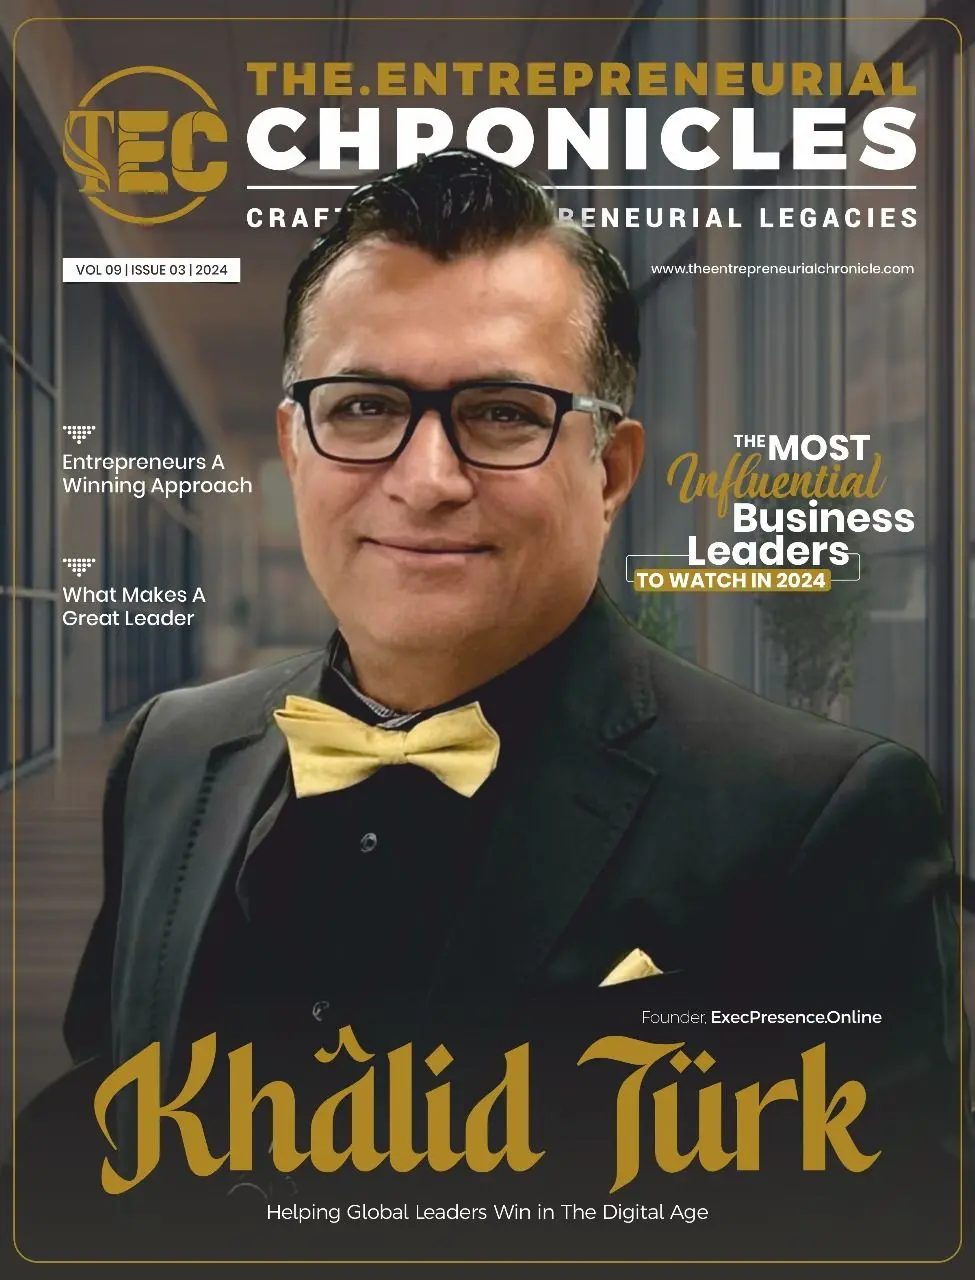 TEC
THE.ENTREPRENEURIAL
CHRONICLES
LEGACIES
VOL 09 | ISSUE 03 | 2024
www.theentrepreneurialchronicle.com
Entrepreneurs A
Winning Approach
What Makes A
Great Leader
THE MOST
Influential
Business
Leaders
TO WATCH IN 2024
Founder, ExecPresence.Online
Khâlid Türk
Helping Global Leaders Win in The Digital Age